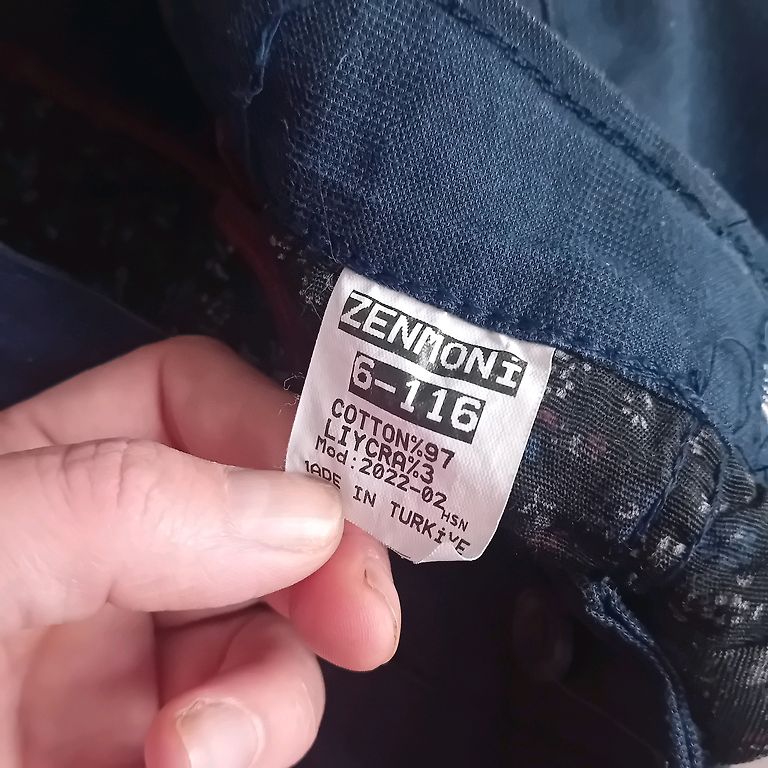 ZENMONİ
6-116
COTTON%97
LIYCRA%3
Mod:2022-02
HSN
MADE IN TURKİYE